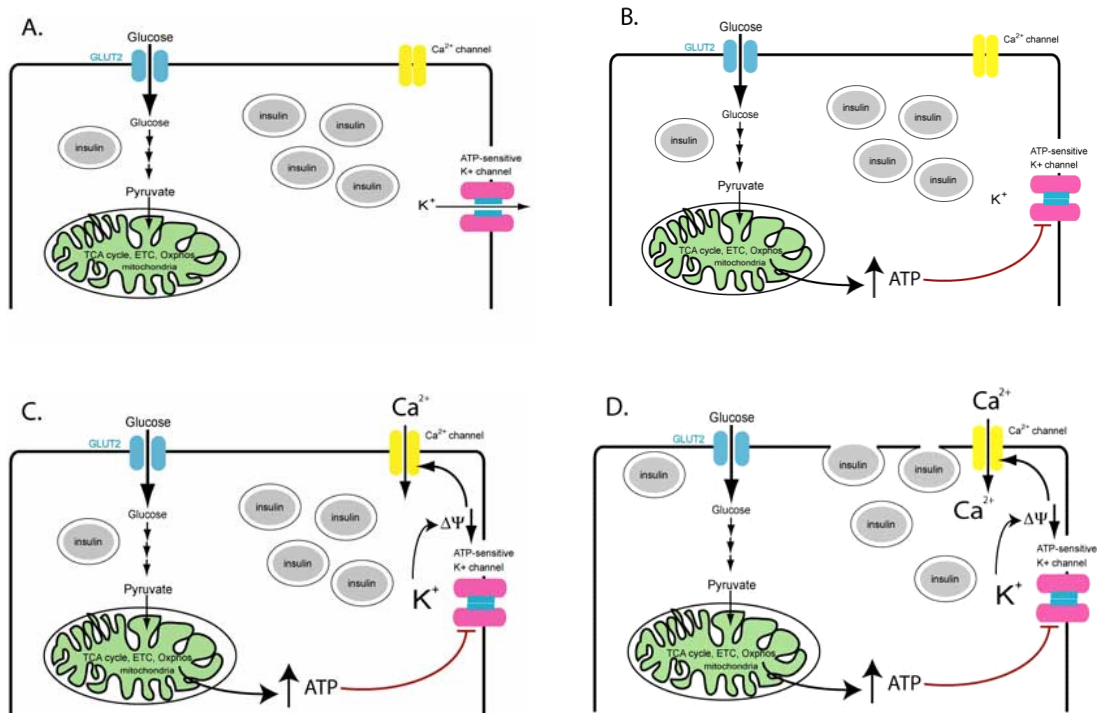 A.
Glucose
GLUT2
Ca2+ channel
Glucose
insulin
insulin
insulin
insulin
insulin
ATP-sensitive
K+ channel
Pyruvate
K+
TCA cycle, ETC, Oxphos
mitochondria
B.
Glucose
GLUT2
Ca2+ channel
Glucose
insulin
insulin
insulin
insulin
insulin
ATP-sensitive
K+ channel
Pyruvate
K+
TCA cycle, ETC, Oxphos
mitochondria
ATP
C.
Ca2+
Glucose
GLUT2
Ca2+ channel
Glucose
insulin
insulin
insulin
insulin
insulin
ΔΨ
ATP-sensitive
K+ channel
Pyruvate
K+
TCA cycle, ETC, Oxphos
mitochondria
ATP
D.
Ca2+
Glucose
GLUT2
Ca2+ channel
insulin
insulin
insulin
Ca2+
Glucose
insulin
ΔΨ
ATP-sensitive
K+ channel
insulin
Pyruvate
K+
TCA cycle, ETC, Oxphos
mitochondria
ATP